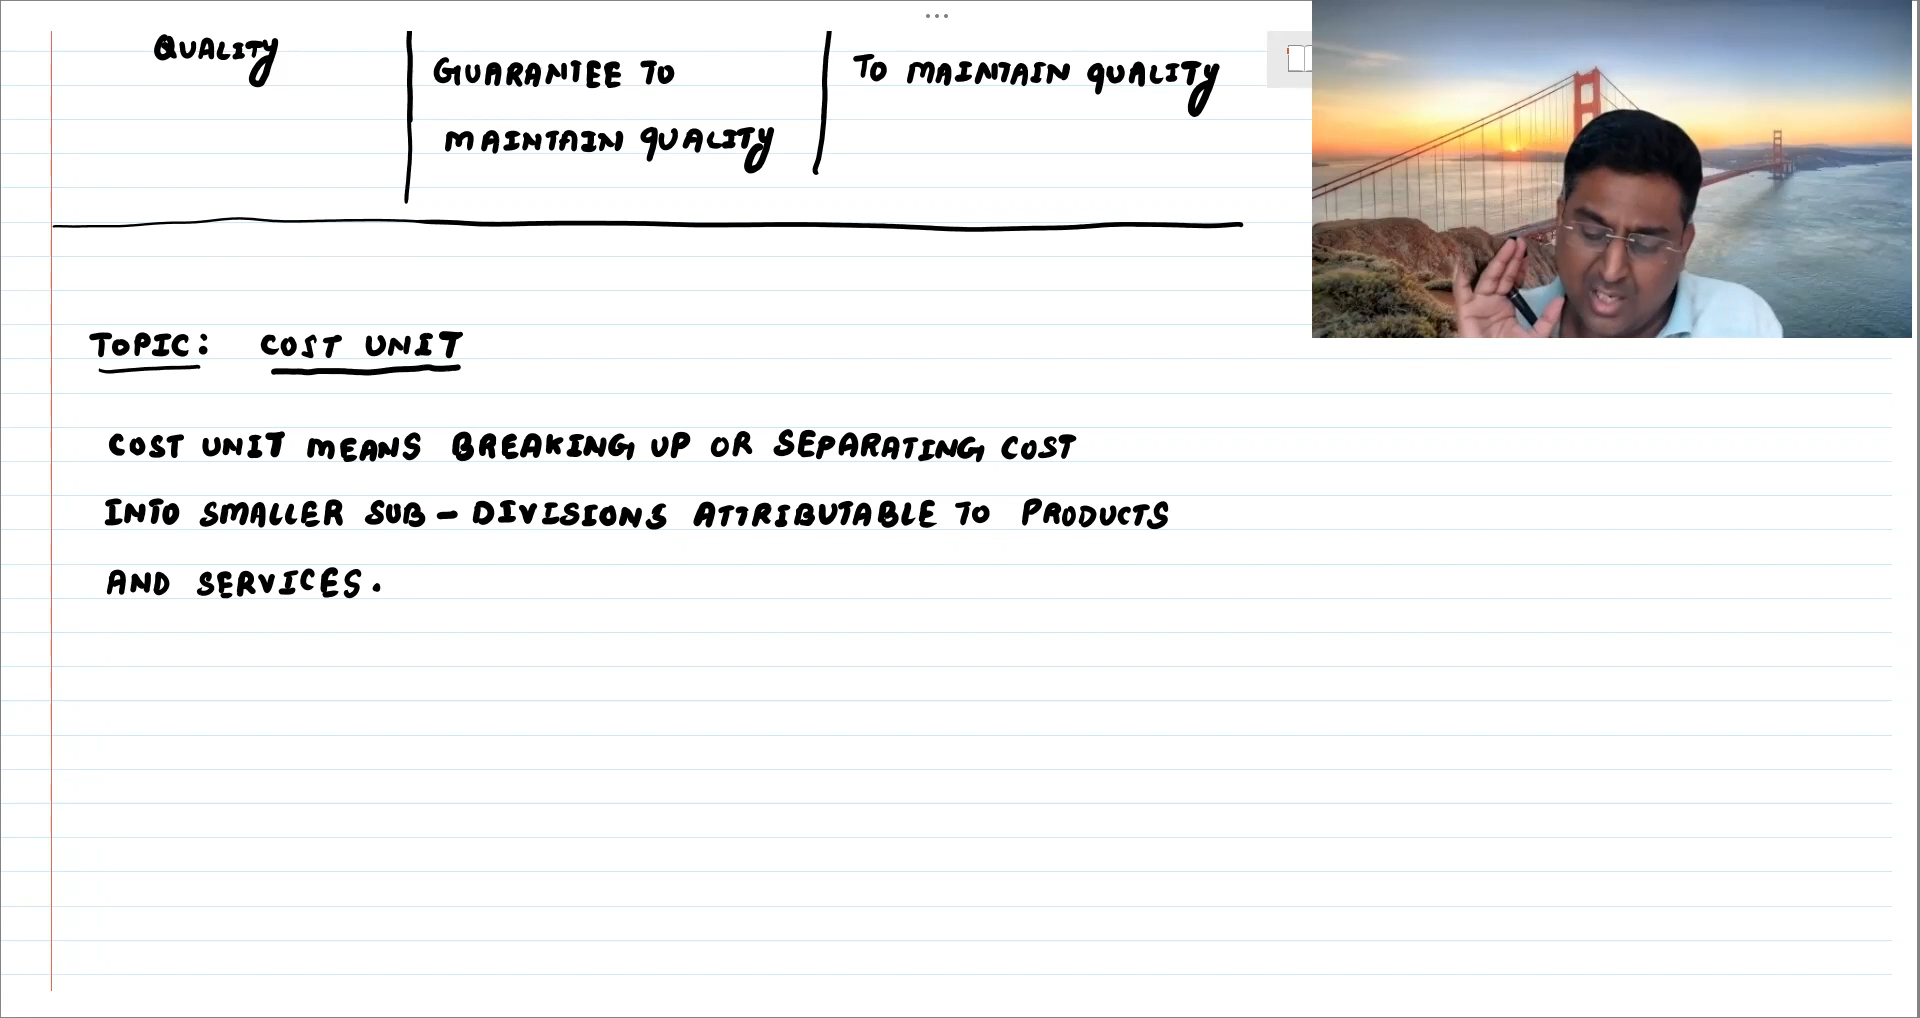 QUALITY
GUARANTEE TO
MAINTAIN QUALITY
TO MAINTAIN QUALITY
TOPIC: COST UNIT
COST UNIT MEANS BREAKING UP OR SEPARATING COST
INTO SMALLER SUB-DIVISIONS ATTRIBUTABLE TO PRODUCTS
AND SERVICES.